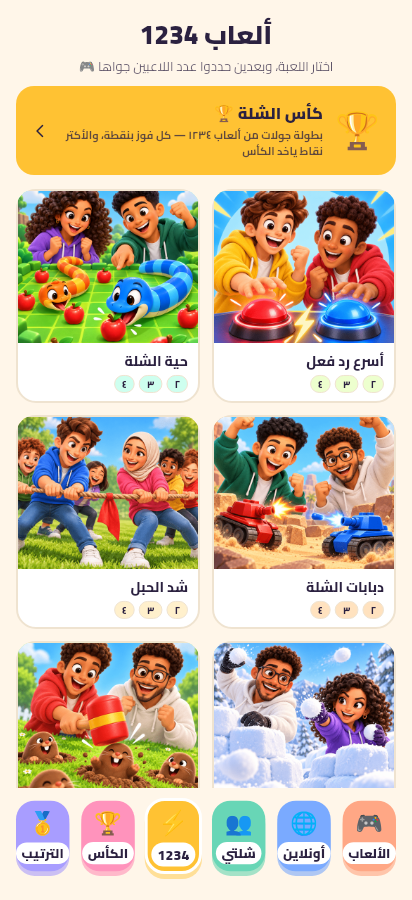 ألعاب 1234
اختار اللعبة، وبعدين حددوا عدد اللاعبين جواها 🎮
كأس الشلة 🏆
بطولة جولات من ألعاب ١٢٣٤ — كل فوز بنقطة، والأكتر
نقاط ياخد الكأس
أسرع رد فعل
٢ ٣ ٤
حية الشلة
٢ ٣ ٤
دبابات الشلة
٢ ٣ ٤
شد الحبل
٢ ٣ ٤
الألعاب
أونلاين
شلتي
1234
الكأس
الترتيب